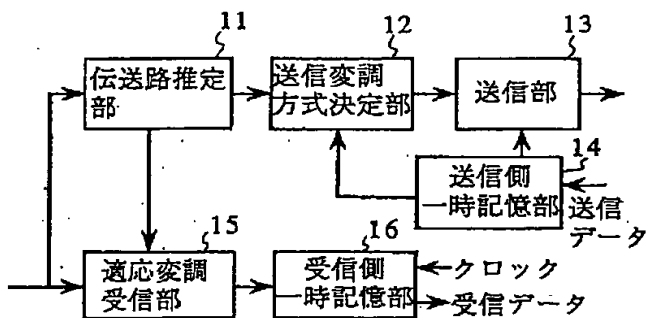 11
伝送路推定
部
12
送信変調
方式決定部
13
送信部
14
送信側
一時記憶部
送信
データ
15
適応変調
受信部
16
受信側
一時記憶部
クロック
受信データ